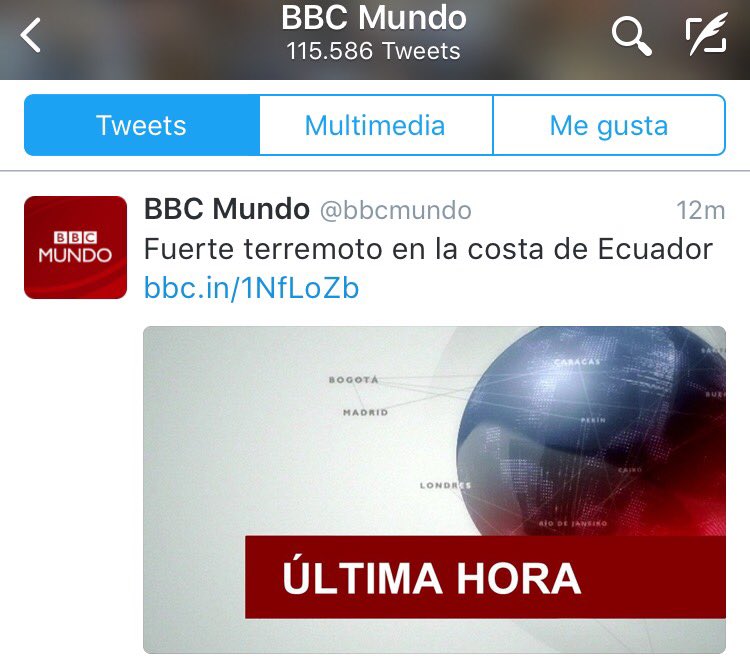 BBC Mundo
115.586 Tweets
Tweets
Multimedia
Me gusta
BBC
MUNDO
BBC Mundo @bbcmundo 12m
Fuerte terremoto en la costa de Ecuador
bbc.in/1NfLoZb
CARACAS
BOGOTÁ
MADRID
LONDRES
CAIRO
RÍO DE JANEIRO
ÚLTIMA HORA